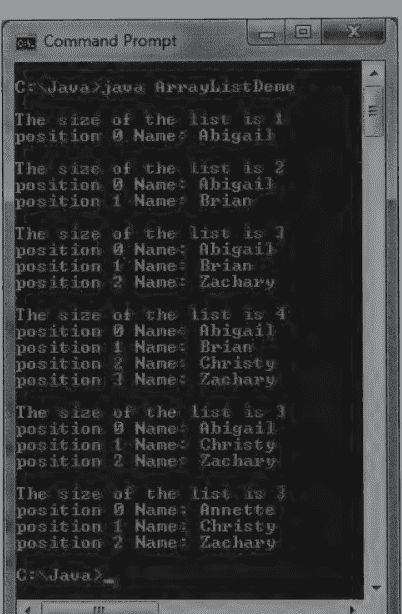 Command Prompt
C:\Java>java ArrayListDemo
The size of the list is 1
position 0 Name: Abigail
The size of the list is 2
position 0 Name: Abigail
position 1 Name: Brian
The size of the list is 3
position 0 Name: Abigail
position 1 Name: Brian
position 2 Name: Zachary
The size of the list is 4
position 0 Name: Abigail
position 1 Name: Brian
position 2 Name: Christy
position 3 Name: Zachary
The size of the list is 3
position 0 Name: Abigail
position 1 Name: Christy
position 2 Name: Zachary
The size of the list is 3
position 0 Name: Annette
position 1 Name: Christy
position 2 Name: Zachary
C:\Java>_